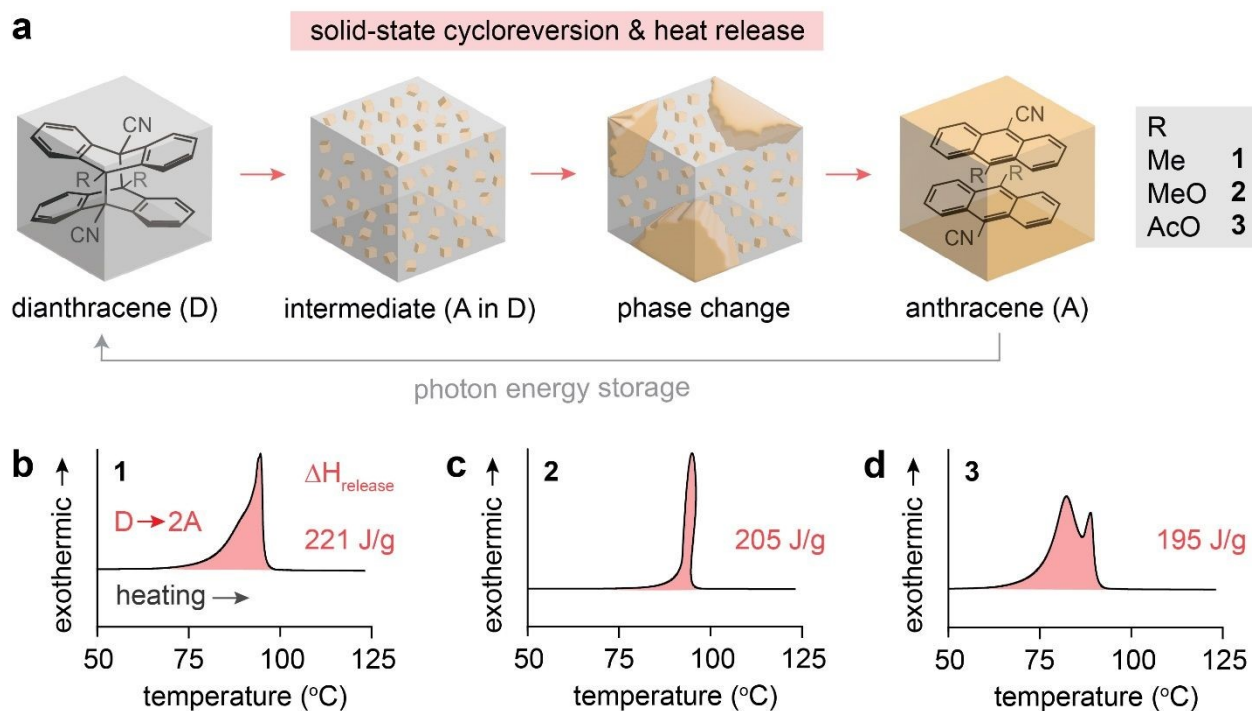 a
solid-state cycloreversion & heat release
CN
R
R
CN
CN
R
R
CN
R
Me 1
MeO 2
AcO 3
dianthracene (D)
intermediate (A in D)
phase change
anthracene (A)
photon energy storage
b
exothermic →
1
ΔHrelease
D→2A
221 J/g
heating →
50 75 100 125
temperature (°C)
c
exothermic →
2
205 J/g
50 75 100 125
temperature (°C)
d
exothermic →
3
195 J/g
50 75 100 125
temperature (°C)